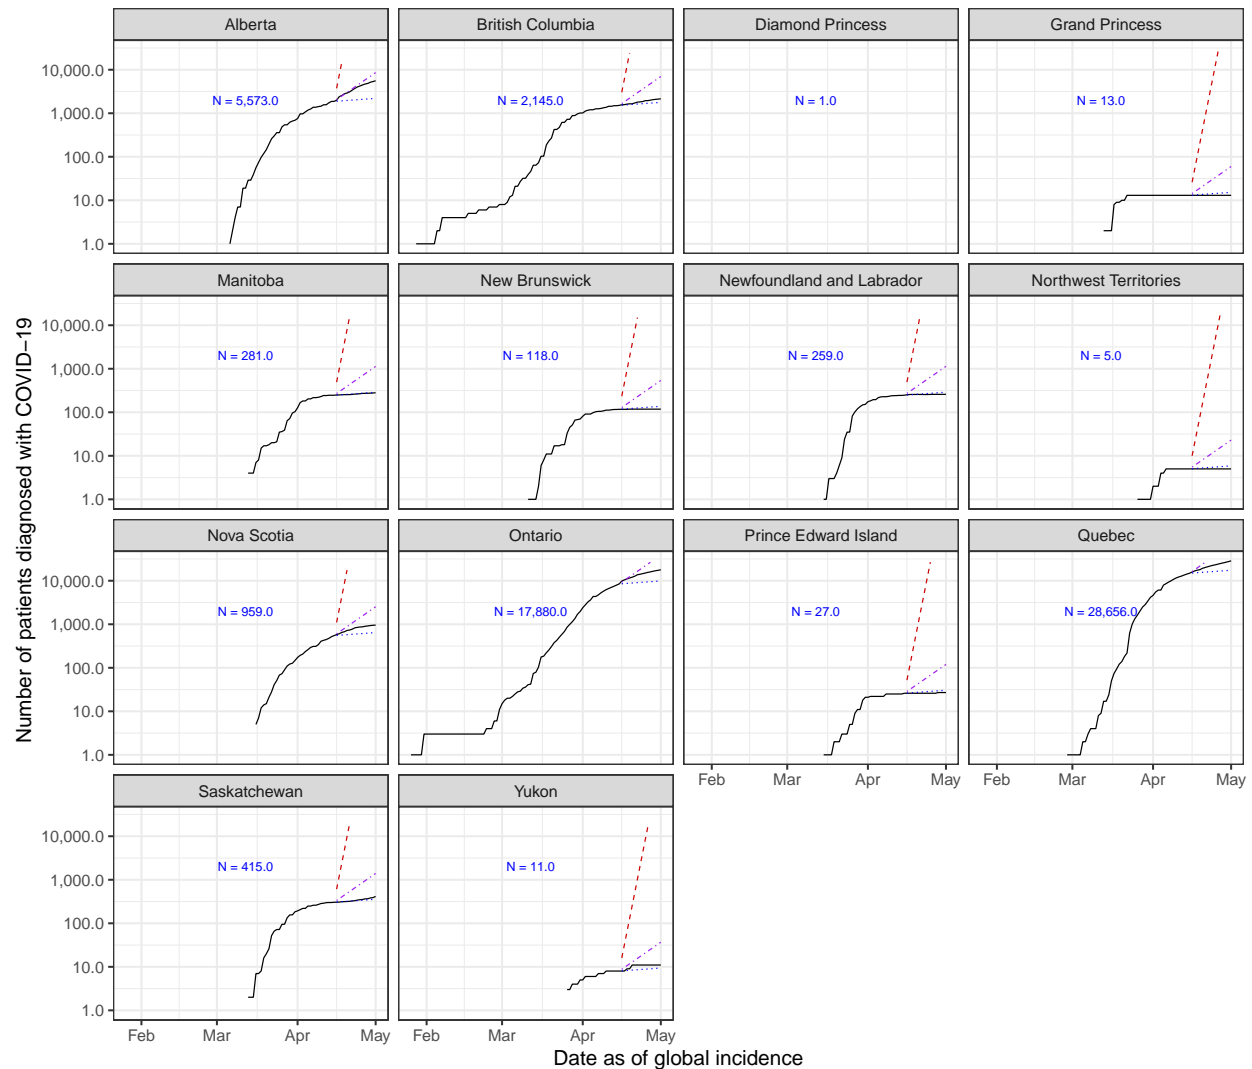 Alberta
British Columbia
Diamond Princess
Grand Princess
10,000.0
1,000.0
100.0
10.0
1.0
N = 5,573.0
N = 2,145.0
N = 1.0
N = 13.0
Manitoba
New Brunswick
Newfoundland and Labrador
Northwest Territories
10,000.0
1,000.0
100.0
10.0
1.0
N = 281.0
N = 118.0
N = 259.0
N = 5.0
Number of patients diagnosed with COVID−19
Nova Scotia
Ontario
Prince Edward Island
Quebec
10,000.0
1,000.0
100.0
10.0
1.0
N = 959.0
N = 17,880.0
N = 27.0
N = 28,656.0
Feb Mar Apr May
Feb Mar Apr May
Saskatchewan
Yukon
10,000.0
1,000.0
100.0
10.0
1.0
N = 415.0
N = 11.0
Feb Mar Apr May
Feb Mar Apr May
Date as of global incidence